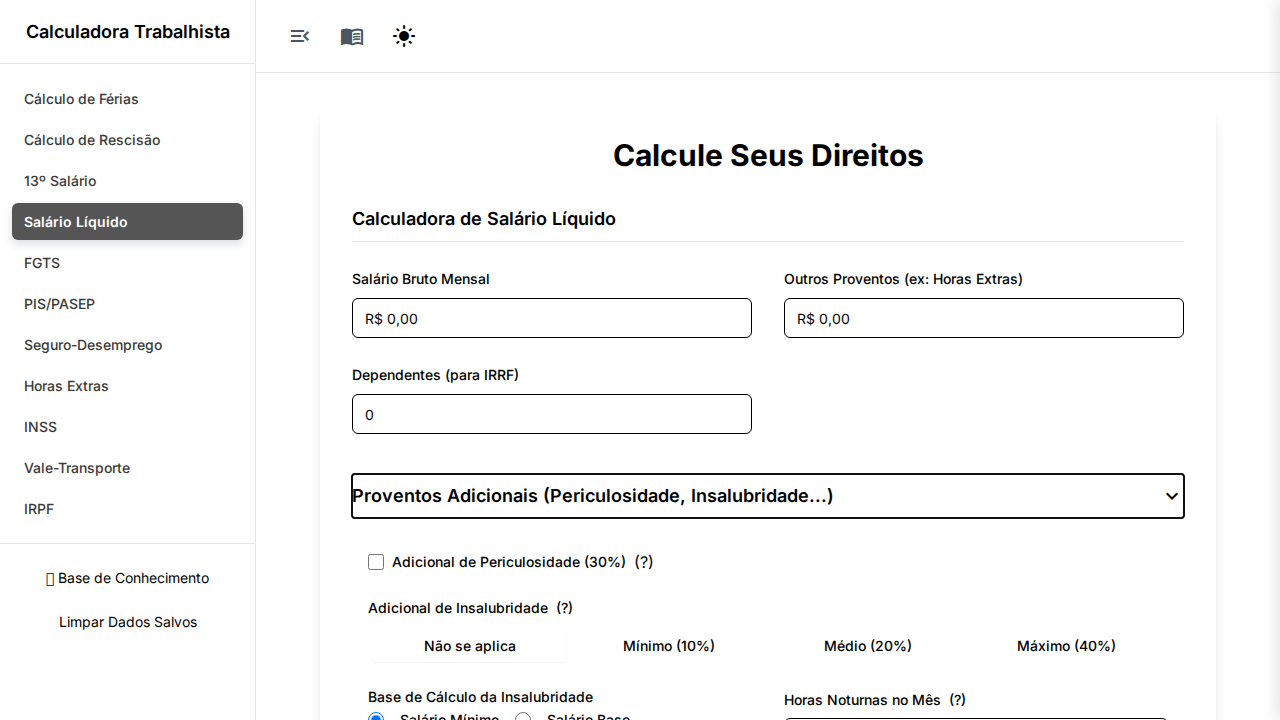 Calculadora Trabalhista
Cálculo de Férias
Cálculo de Rescisão
13º Salário
Salário Líquido
FGTS
PIS/PASEP
Seguro-Desemprego
Horas Extras
INSS
Vale-Transporte
IRPF
Base de Conhecimento
Limpar Dados Salvos
Calcule Seus Direitos
Calculadora de Salário Líquido
Salário Bruto Mensal
R$ 0,00
Outros Proventos (ex: Horas Extras)
R$ 0,00
Dependentes (para IRRF)
0
Proventos Adicionais (Periculosidade, Insalubridade...)
Adicional de Periculosidade (30%) (?)
Adicional de Insalubridade (?)
Não se aplica Mínimo (10%) Médio (20%) Máximo (40%)
Base de Cálculo da Insalubridade
Salário Mínimo Salário Base
Horas Noturnas no Mês (?)